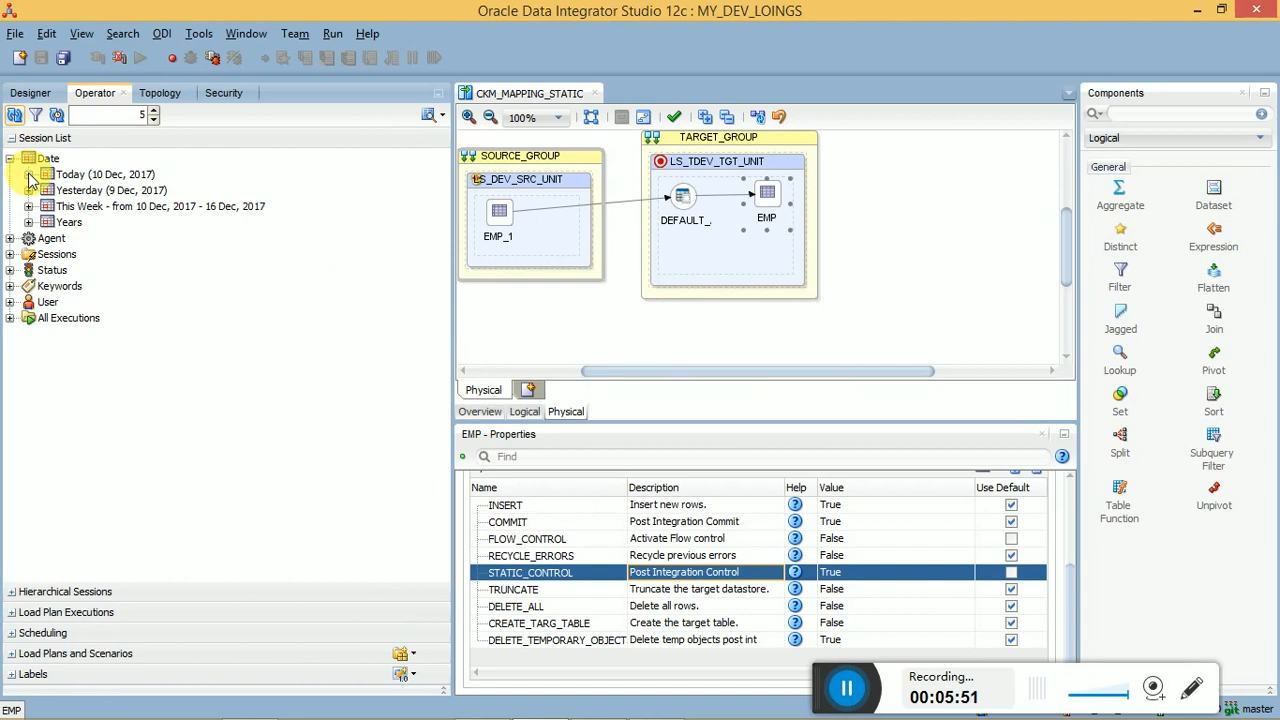 Oracle Data Integrator Studio 12c : MY_DEV_LOINGS
File Edit View Search ODI Tools Window Team Run Help
Designer Operator Topology Security
5
Session List
Date
Today (10 Dec, 2017)
Yesterday (9 Dec, 2017)
This Week - from 10 Dec, 2017 - 16 Dec, 2017
Years
Agent
Sessions
Status
Keywords
User
All Executions
Hierarchical Sessions
Load Plan Executions
Scheduling
Load Plans and Scenarios
Labels
EMP
CKM_MAPPING_STATIC
100%
SOURCE_GROUP
S_DEV_SRC_UNIT
EMP_1
TARGET_GROUP
LS_TDEV_TGT_UNIT
DEFAULT_.
EMP
Physical
Overview Logical Physical
EMP - Properties
Find
Name Description Help Value Use Default
INSERT Insert new rows. True
COMMIT Post Integration Commit True
FLOW_CONTROL Activate Flow control False
RECYCLE_ERRORS Recycle previous errors False
STATIC_CONTROL Post Integration Control True
TRUNCATE Truncate the target datastore. False
DELETE_ALL Delete all rows. False
CREATE_TARG_TABLE Create the target table. False
DELETE_TEMPORARY_OBJECT Delete temp objects post int True
Components
Logical
General
Aggregate Dataset
Distinct Expression
Filter Flatten
Jagged Join
Lookup Pivot
Set Sort
Split Subquery Filter
Table Function Unpivot
Recording...
00:05:51
git master